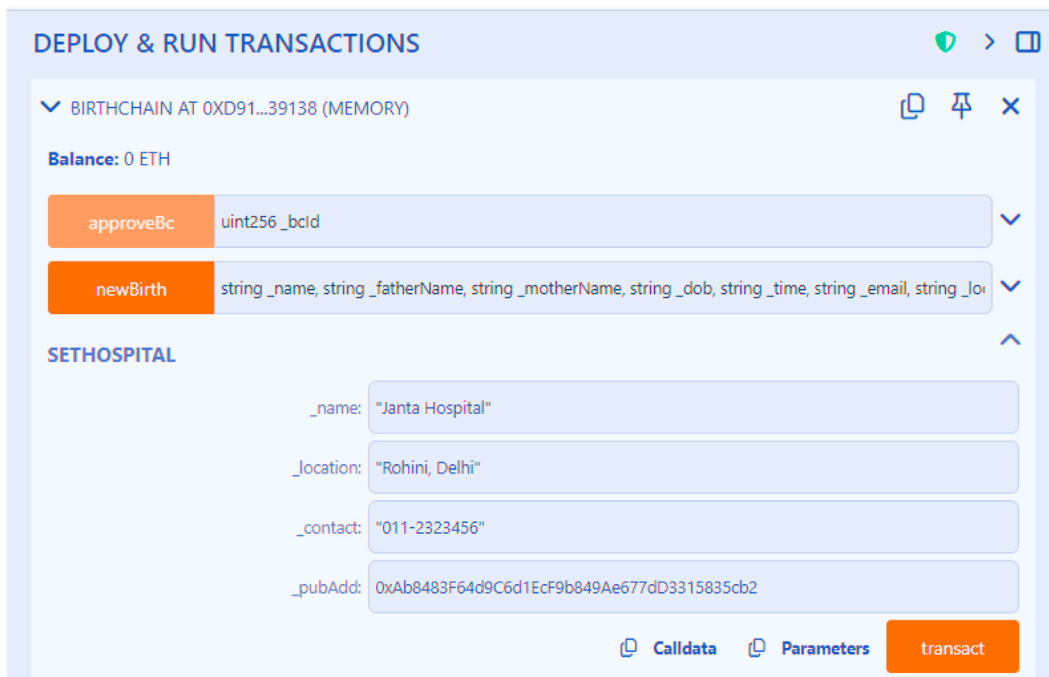 DEPLOY & RUN TRANSACTIONS
BIRTHCHAIN AT 0XD91...39138 (MEMORY)
Balance: 0 ETH
approveBc uint256 _bcId
newBirth string _name, string _fatherName, string _motherName, string _dob, string _time, string _email, string _lo
SETHOSPITAL
_name: "Janta Hospital"
_location: "Rohini, Delhi"
_contact: "011-2323456"
_pubAdd: 0xAb8483F64d9C6d1EcF9b849Ae677dD3315835cb2
Calldata Parameters transact